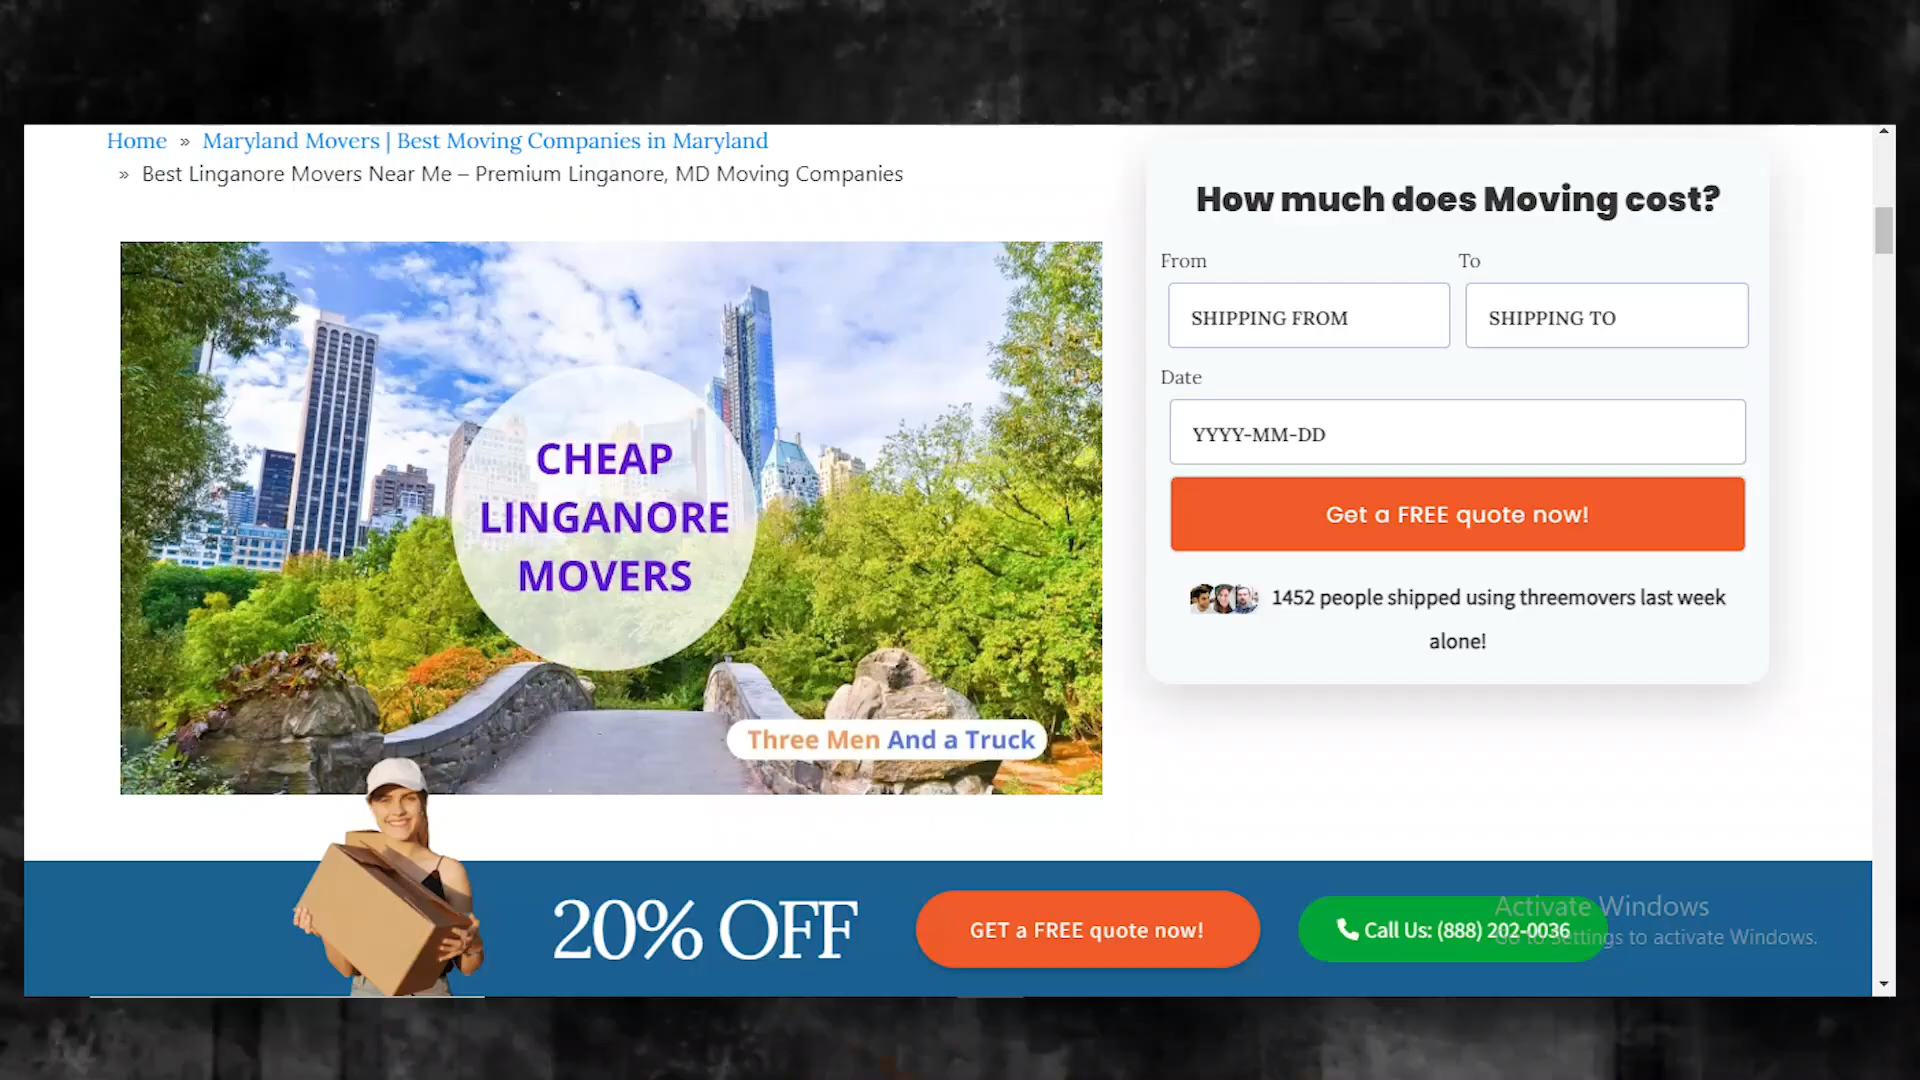 Home » Maryland Movers | Best Moving Companies in Maryland
» Best Linganore Movers Near Me – Premium Linganore, MD Moving Companies
CHEAP
LINGANORE
MOVERS
Three Men And a Truck
How much does Moving cost?
From To
SHIPPING FROM SHIPPING TO
Date
YYYY-MM-DD
Get a FREE quote now!
1452 people shipped using threemovers last week
alone!
20% OFF
GET a FREE quote now!
Call Us: (888) 202-0036
Activate Windows
Go to Settings to activate Windows.